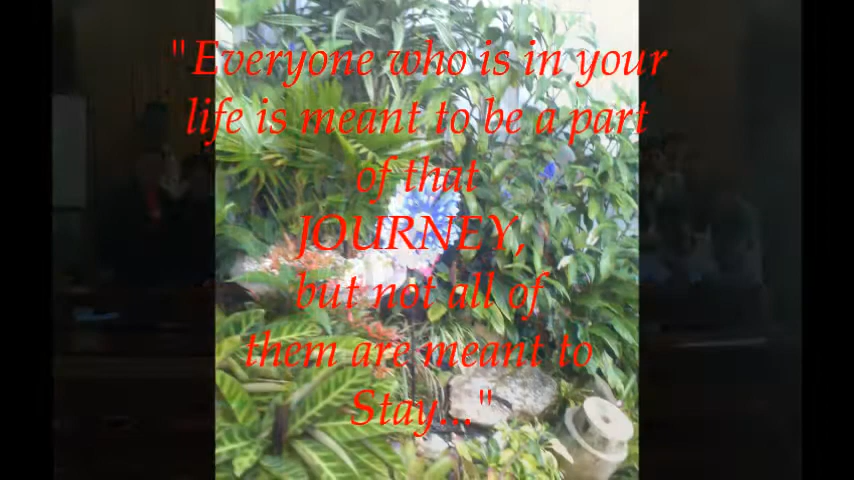 "Everyone who is in your
life is meant to be a part
of that
JOURNEY,
but not all of
them are meant to
Stay..."